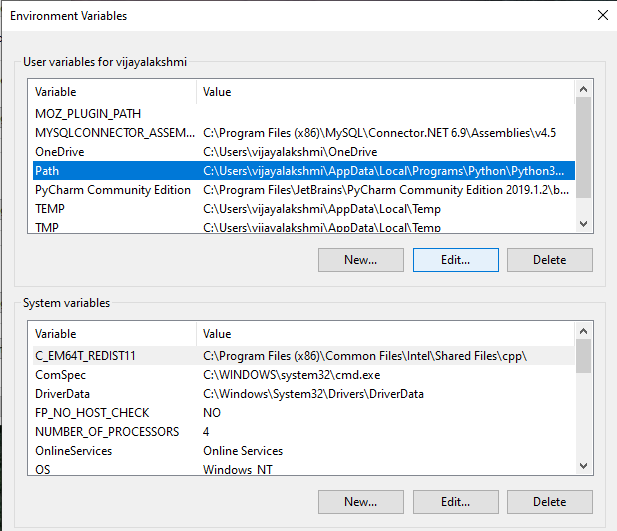 Environment Variables
User variables for vijayalakshmi
Variable Value
MOZ_PLUGIN_PATH
MYSQLCONNECTOR_ASSEM... C:\Program Files (x86)\MySQL\Connector.NET 6.9\Assemblies\v4.5
OneDrive C:\Users\vijayalakshmi\OneDrive
Path C:\Users\vijayalakshmi\AppData\Local\Programs\Python\Python3...
PyCharm Community Edition C:\Program Files\JetBrains\PyCharm Community Edition 2019.1.2\b...
TEMP C:\Users\vijayalakshmi\AppData\Local\Temp
TMP C:\Users\vijayalakshmi\AppData\Local\Temp
New... Edit... Delete
System variables
Variable Value
C_EM64T_REDIST11 C:\Program Files (x86)\Common Files\Intel\Shared Files\cpp\
ComSpec C:\WINDOWS\system32\cmd.exe
DriverData C:\Windows\System32\Drivers\DriverData
FP_NO_HOST_CHECK NO
NUMBER_OF_PROCESSORS 4
OnlineServices Online Services
OS Windows_NT
New... Edit... Delete